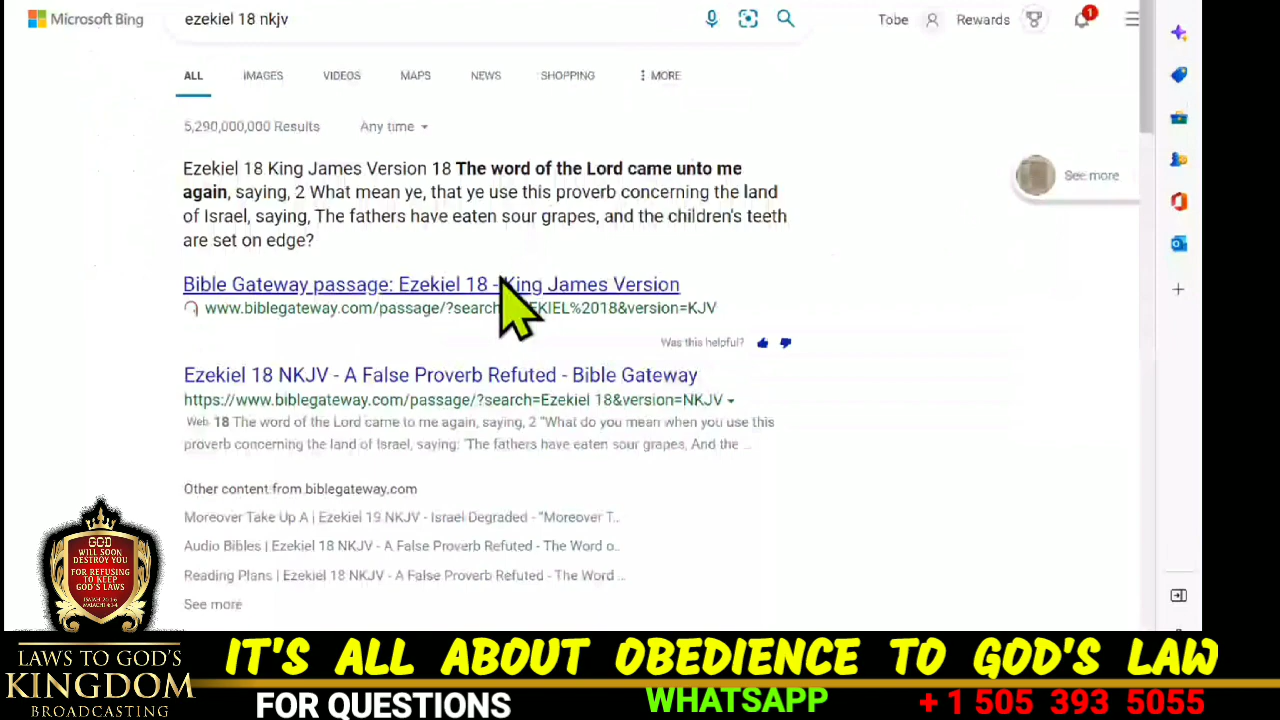 Microsoft Bing
ezekiel 18 nkjv
Tobe
Rewards
1
ALL IMAGES VIDEOS MAPS NEWS SHOPPING MORE
5,290,000,000 Results Any time
Ezekiel 18 King James Version 18 The word of the Lord came unto me
again, saying, 2 What mean ye, that ye use this proverb concerning the land
of Israel, saying, The fathers have eaten sour grapes, and the children's teeth
are set on edge?
See more
Bible Gateway passage: Ezekiel 18 - King James Version
www.biblegateway.com/passage/?search=EZEKIEL%2018&version=KJV
Was this helpful?
Ezekiel 18 NKJV - A False Proverb Refuted - Bible Gateway
https://www.biblegateway.com/passage/?search=Ezekiel 18&version=NKJV
Web 18 The word of the Lord came to me again, saying, 2 "What do you mean when you use this
proverb concerning the land of Israel, saying: 'The fathers have eaten sour grapes, And the ...
Other content from biblegateway.com
Moreover Take Up A | Ezekiel 19 NKJV - Israel Degraded - "Moreover T...
Audio Bibles | Ezekiel 18 NKJV - A False Proverb Refuted - The Word o...
Reading Plans | Ezekiel 18 NKJV - A False Proverb Refuted - The Word ...
See more
GOD
WILL SOON
DESTROY YOU
FOR REFUSING
TO KEEP
GOD'S LAWS
LAWS TO GOD'S
KINGDOM
BROADCASTING
IT'S ALL ABOUT OBEDIENCE TO GOD'S LAW
FOR QUESTIONS WHATSAPP + 1 505 393 5055